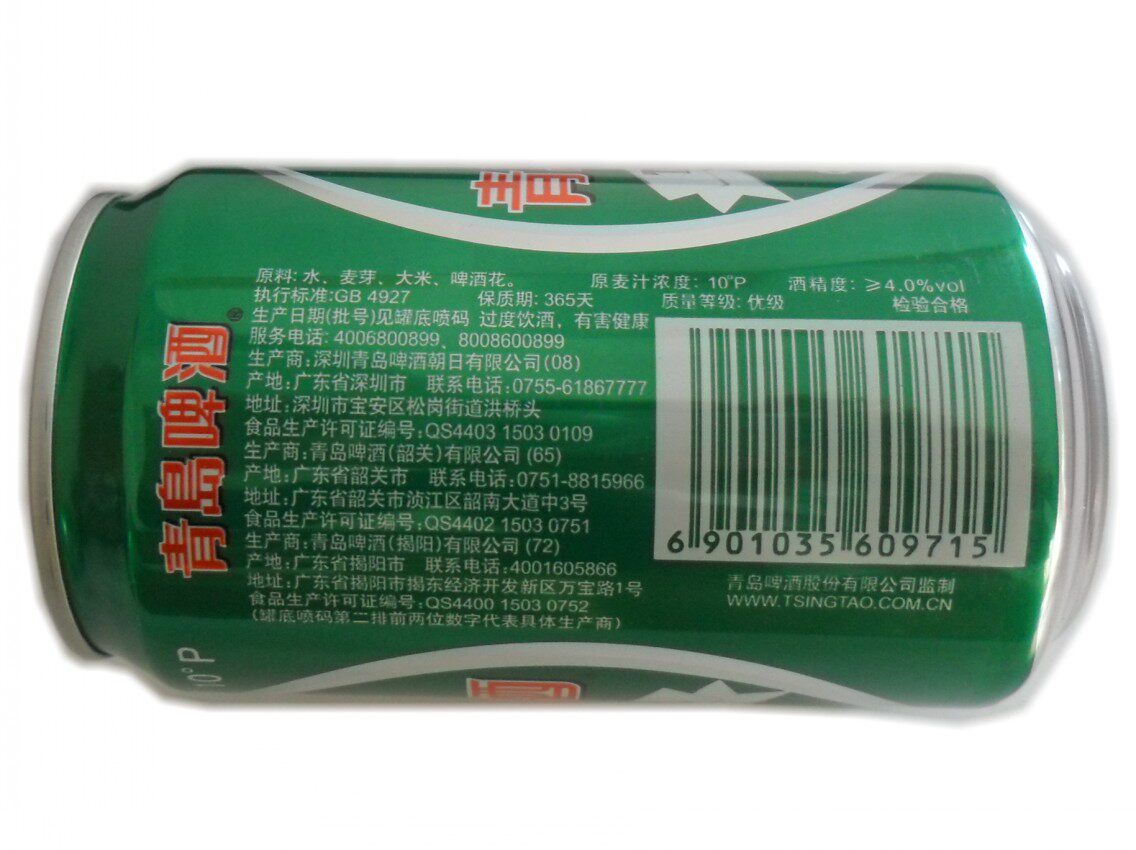 青
原料: 水、麦芽、大米、啤酒花。 原麦汁浓度: 10°P 酒精度: ≥4.0%vol
执行标准:GB 4927 保质期: 365天 质量等级: 优级 检验合格
生产日期(批号)见罐底喷码 过度饮酒，有害健康
服务电话: 4006800899、8008600899
生产商:深圳青岛啤酒朝日有限公司(08)
产地:广东省深圳市 联系电话:0755-61867777
地址:深圳市宝安区松岗街道洪桥头
食品生产许可证编号:QS4403 1503 0109
生产商:青岛啤酒(韶关)有限公司(65)
产地:广东省韶关市 联系电话:0751-8815966
地址:广东省韶关市浈江区韶南大道中3号
食品生产许可证编号:QS4402 1503 0751
生产商:青岛啤酒(揭阳)有限公司(72)
产地:广东省揭阳市 联系电话:4001605866
地址:广东省揭阳市揭东经济开发新区万宝路1号
食品生产许可证编号:QS4400 1503 0752
(罐底喷码第二排前两位数字代表具体生产商)
6 901035 609715
青岛啤酒股份有限公司监制
WWW.TSINGTAO.COM.CN
青島啤酒®
10°P
酒